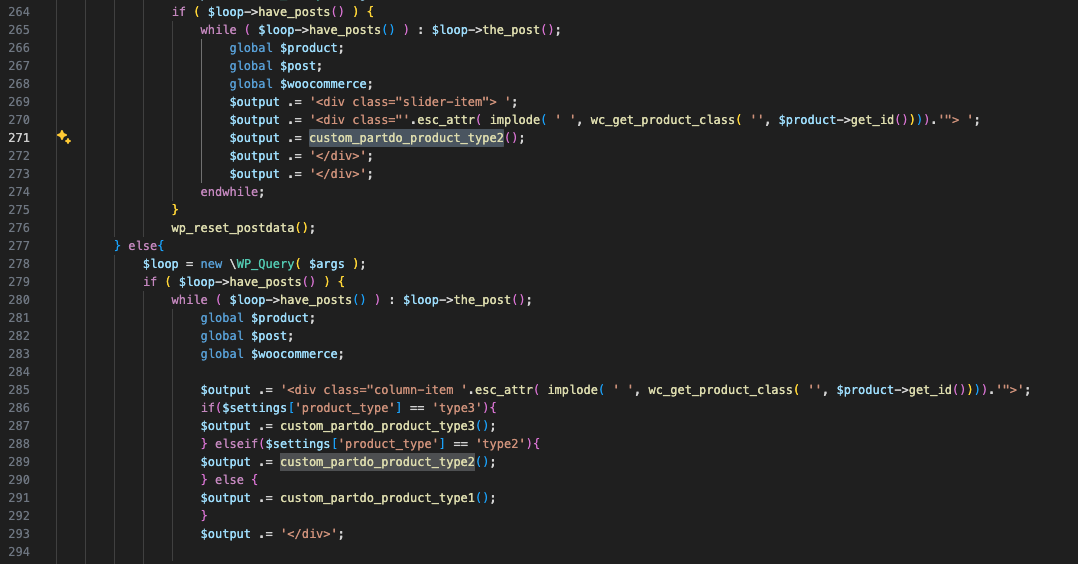 264 if ( $loop->have_posts() ) {
265 while ( $loop->have_posts() ) : $loop->the_post();
266 global $product;
267 global $post;
268 global $woocommerce;
269 $output .= '<div class="slider-item"> ';
270 $output .= '<div class="'.esc_attr( implode( ' ', wc_get_product_class( '', $product->get_id()))).'"> ';
271 $output .= custom_partdo_product_type2();
272 $output .= '</div>';
273 $output .= '</div>';
274 endwhile;
275 }
276 wp_reset_postdata();
277 } else{
278 $loop = new \WP_Query( $args );
279 if ( $loop->have_posts() ) {
280 while ( $loop->have_posts() ) : $loop->the_post();
281 global $product;
282 global $post;
283 global $woocommerce;
284
285 $output .= '<div class="column-item '.esc_attr( implode( ' ', wc_get_product_class( '', $product->get_id()))).'">';
286 if($settings['product_type'] == 'type3'){
287 $output .= custom_partdo_product_type3();
288 } elseif($settings['product_type'] == 'type2'){
289 $output .= custom_partdo_product_type2();
290 } else {
291 $output .= custom_partdo_product_type1();
292 }
293 $output .= '</div>';
294